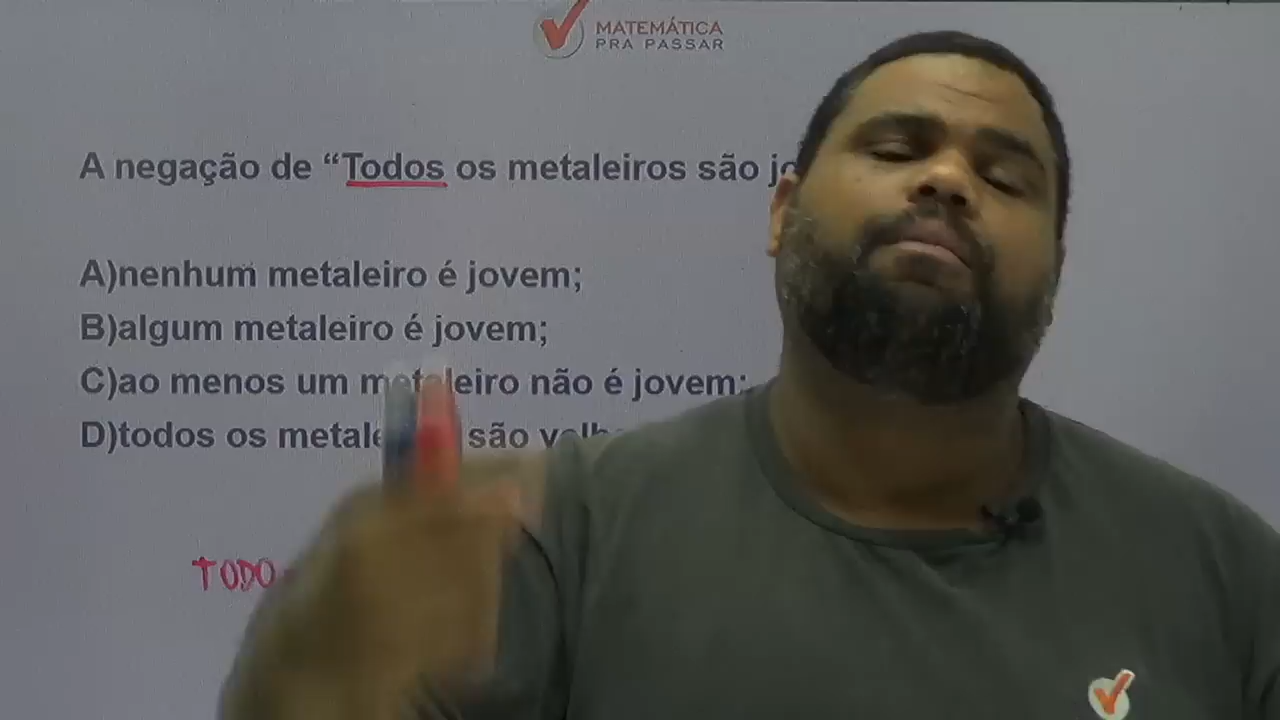 MATEMÁTICA
PRA PASSAR
A negação de “Todos os metaleiros são
A)nenhum metaleiro é jovem;
B)algum metaleiro é jovem;
C)ao menos um metaleiro não é jovem;
D)todos os são
TODO